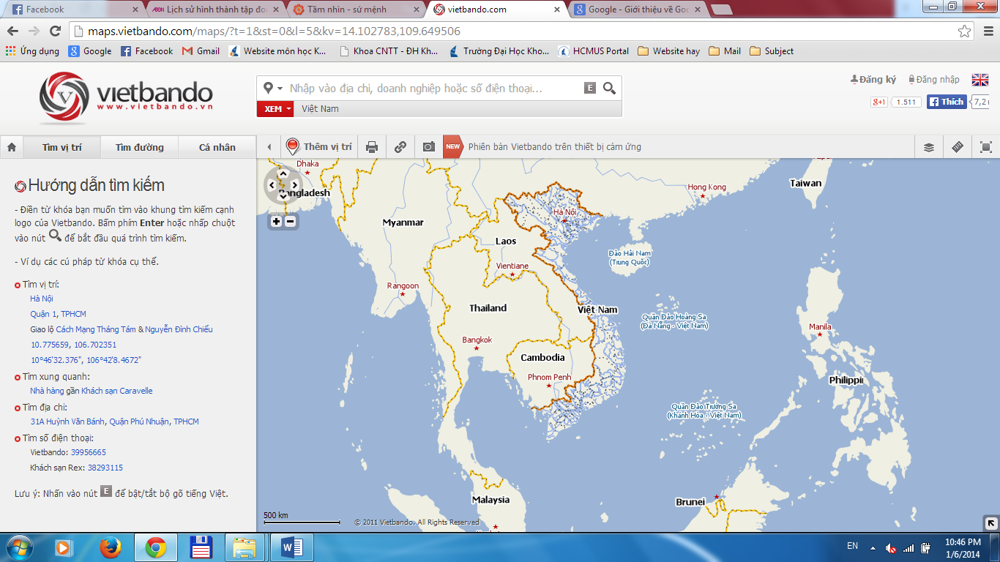 Facebook
Lịch sử hình thành tập đo
Tầm nhìn - sứ mệnh
vietbando.com
Google - Giới thiệu về Goo
maps.vietbando.com/maps/?t=1&st=0&l=5&kv=14.102783,109.649506
Ứng dụng
Google
Facebook
Gmail
Website môn học K...
Khoa CNTT - ĐH Kh...
Trường Đại Học Kho...
HCMUS Portal
Website hay
Mail
Subject
vietbando
www.vietbando.vn
Nhập vào địa chỉ, doanh nghiệp hoặc số điện thoại...
E
XEM
Việt Nam
Đăng ký
Đăng nhập
g+1
1.511
Thích
Tìm vị trí
Tìm đường
Cá nhân
Thêm vị trí
NEW
Phiên bản Vietbando trên thiết bị cảm ứng
Hướng dẫn tìm kiếm
- Điền từ khóa bạn muốn tìm vào khung tìm kiếm cạnh
logo của Vietbando. Bấm phím Enter hoặc nhấp chuột
vào nút để bắt đầu quá trình tìm kiếm.
- Ví dụ các cú pháp từ khóa cụ thể.
Tìm vị trí:
Hà Nội
Quận 1, TPHCM
Giao lộ Cách Mạng Tháng Tám & Nguyễn Đình Chiểu
10.775659, 106.702351
10°46'32.376", 106°42'8.4672"
Tìm xung quanh:
Nhà hàng gần Khách sạn Caravelle
Tìm địa chỉ:
31A Huỳnh Văn Bánh, Quận Phú Nhuận, TPHCM
Tìm số điện thoại:
Vietbando: 39956665
Khách sạn Rex: 38293115
Lưu ý: Nhấn vào nút E để bật/tắt bộ gõ tiếng Việt.
Dhaka
Bangladesh
Myanmar
Hà Nội
Hong Kong
Taiwan
Laos
Đảo Hải Nam
(Trung Quốc)
Vientiane
Rangoon
Thailand
Việt Nam
Quần Đảo Hoàng Sa
(Đà Nẵng - Việt Nam)
Manila
Bangkok
Cambodia
Phnom Penh
Philippi
Quần Đảo Trường Sa
(Khánh Hòa - Việt Nam)
Malaysia
Brunei
500 km
© 2011 Vietbando, All Rights Reserved
EN
10:46 PM
1/6/2014